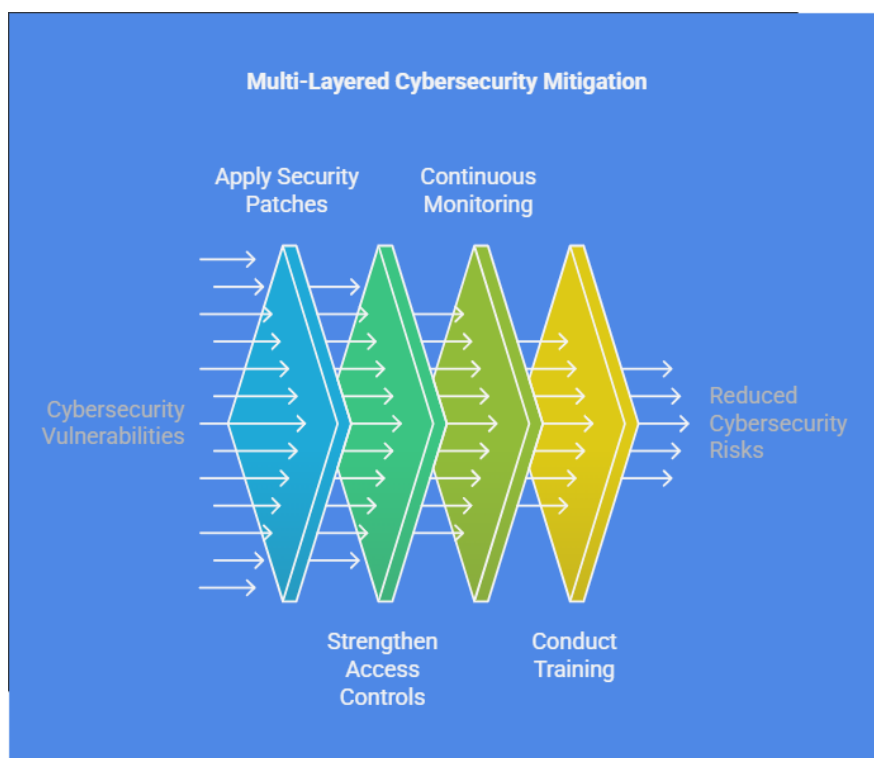 Multi-Layered Cybersecurity Mitigation
Apply Security
Patches
Continuous
Monitoring
Cybersecurity
Vulnerabilities
Reduced
Cybersecurity
Risks
Strengthen
Access
Controls
Conduct
Training